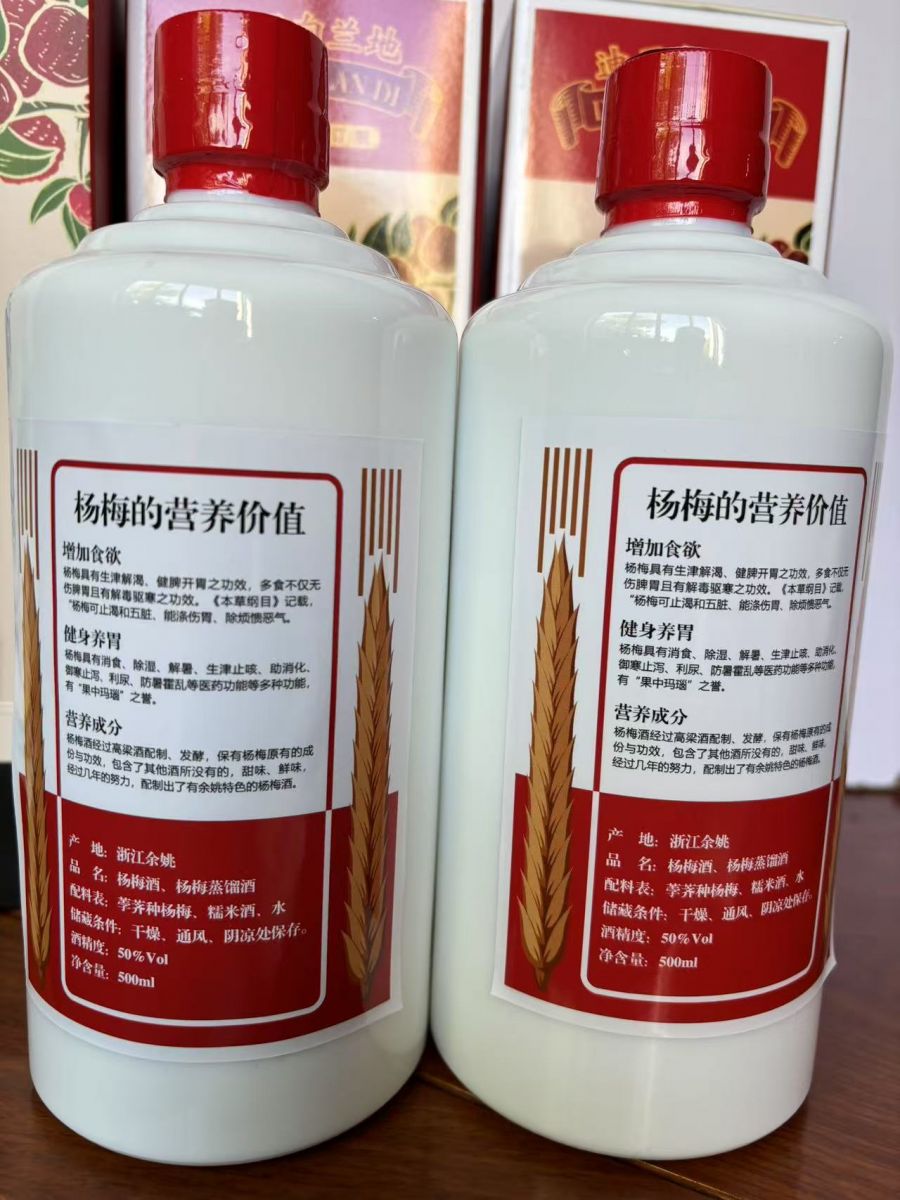 白兰地
AN DI
杨梅的营养价值
增加食欲
杨梅具有生津解渴、健脾开胃之功效，多食不仅无
伤脾胃且有解毒驱寒之功效。《本草纲目》记载，
“杨梅可止渴和五脏、能涤伤胃、除烦愦恶气。
健身养胃
杨梅具有消食、除湿、解暑、生津止咳、助消化、
御寒止泻、利尿、防暑霍乱等医药功能等多种功能，
有“果中玛瑙”之誉。
营养成分
杨梅酒经过高梁酒配制、发酵，保有杨梅原有的成
份与功效，包含了其他酒所没有的，甜味、鲜味，
经过几年的努力，配制出了有余姚特色的杨梅酒。
产 地：浙江余姚
品 名：杨梅酒、杨梅蒸馏酒
配料表：荸荠种杨梅、糯米酒、水
储藏条件：干燥、通风、阴凉处保存。
酒精度：50%Vol
净含量：500ml
杨梅的营养价值
增加食欲
杨梅具有生津解渴、健脾开胃之功效，多食不仅无
伤脾胃且有解毒驱寒之功效。《本草纲目》记载，
“杨梅可止渴和五脏、能涤伤胃、除烦愦恶气。
健身养胃
杨梅具有消食、除湿、解暑、生津止咳、助消化、
御寒止泻、利尿、防暑霍乱等医药功能等多种功能，
有“果中玛瑙”之誉。
营养成分
杨梅酒经过高梁酒配制、发酵，保有杨梅原有的成
份与功效，包含了其他酒所没有的，甜味、鲜味，
经过几年的努力，配制出了有余姚特色的杨梅酒。
产 地：浙江余姚
品 名：杨梅酒、杨梅蒸馏酒
配料表：荸荠种杨梅、糯米酒、水
储藏条件：干燥、通风、阴凉处保存。
酒精度：50%Vol
净含量：500ml